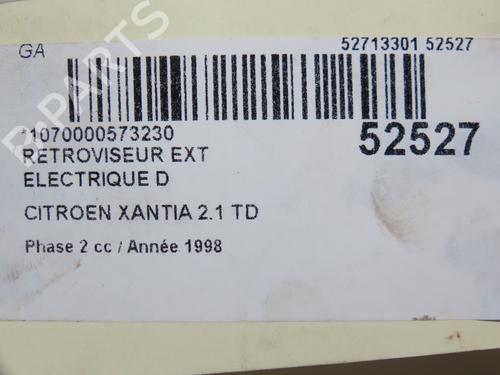 GA
52713301 52527
*1070000573230
52527
RETROVISEUR EXT
ELECTRIQUE D
CITROEN XANTIA 2.1 TD
Phase 2 cc / Année 1998
B-PARTS